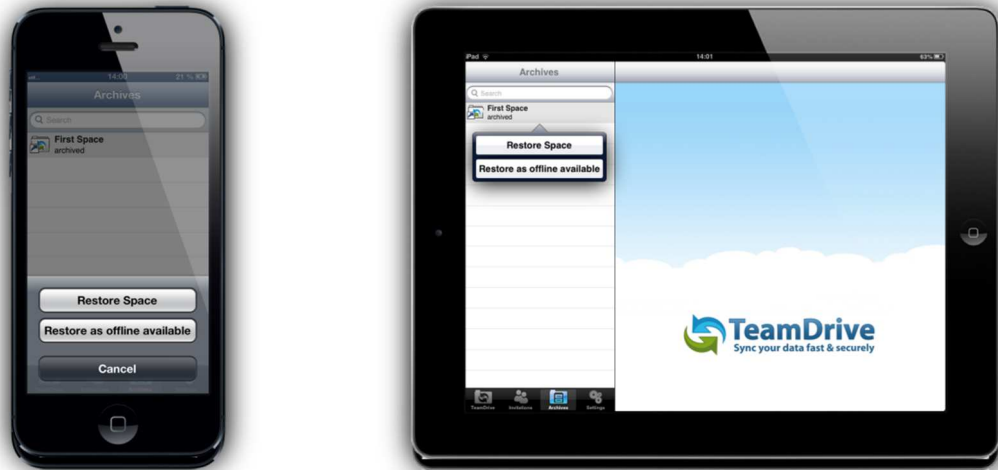 14:00
21 %
Archives
Search
First Space
archived
Restore Space
Restore as offline available
Cancel
iPad
14:01
63%
Archives
Search
First Space
archived
Restore Space
Restore as offline available
TeamDrive
Sync your data fast & securely
TeamDrive
Invitations
Archives
Settings